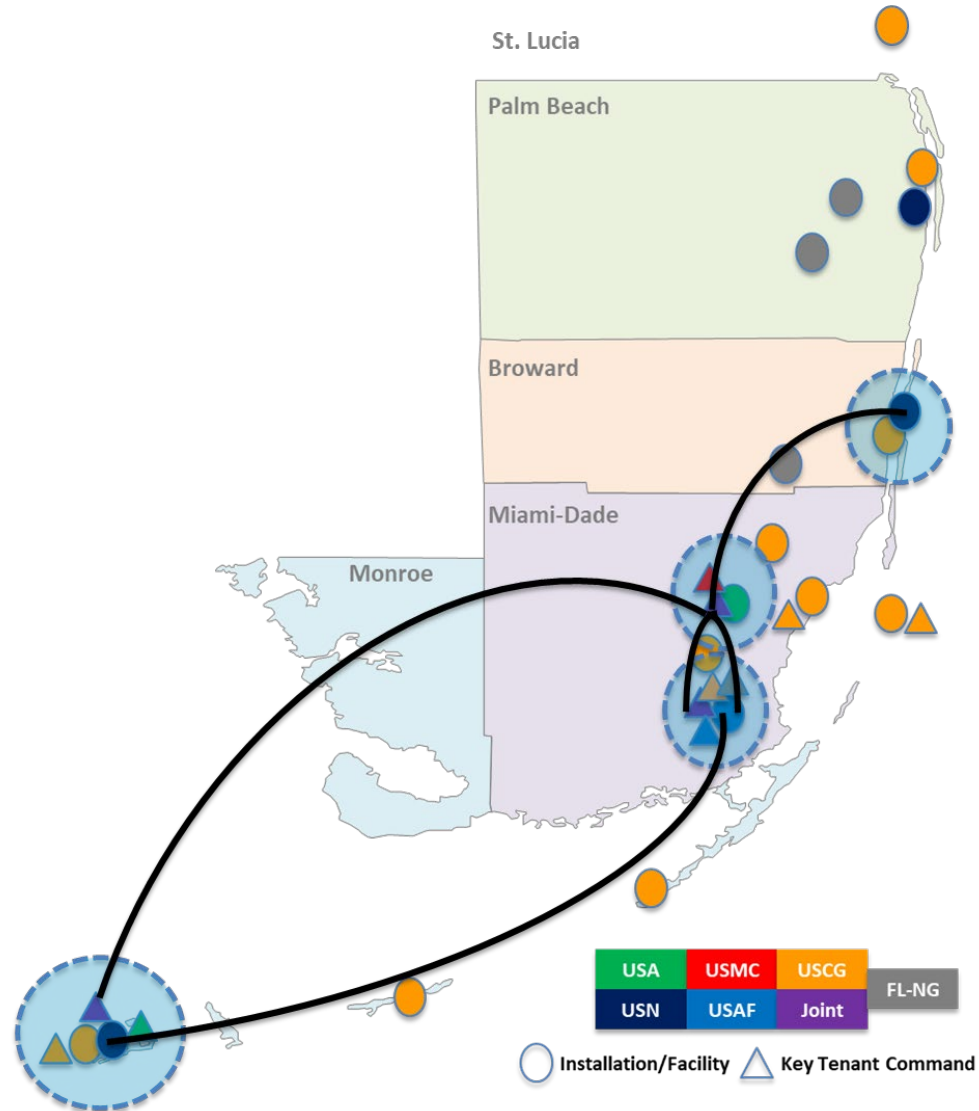 St. Lucia
Palm Beach
Broward
Miami-Dade
Monroe
USA USMC USCG
FL-NG
USN USAF Joint
Installation/Facility Key Tenant Command